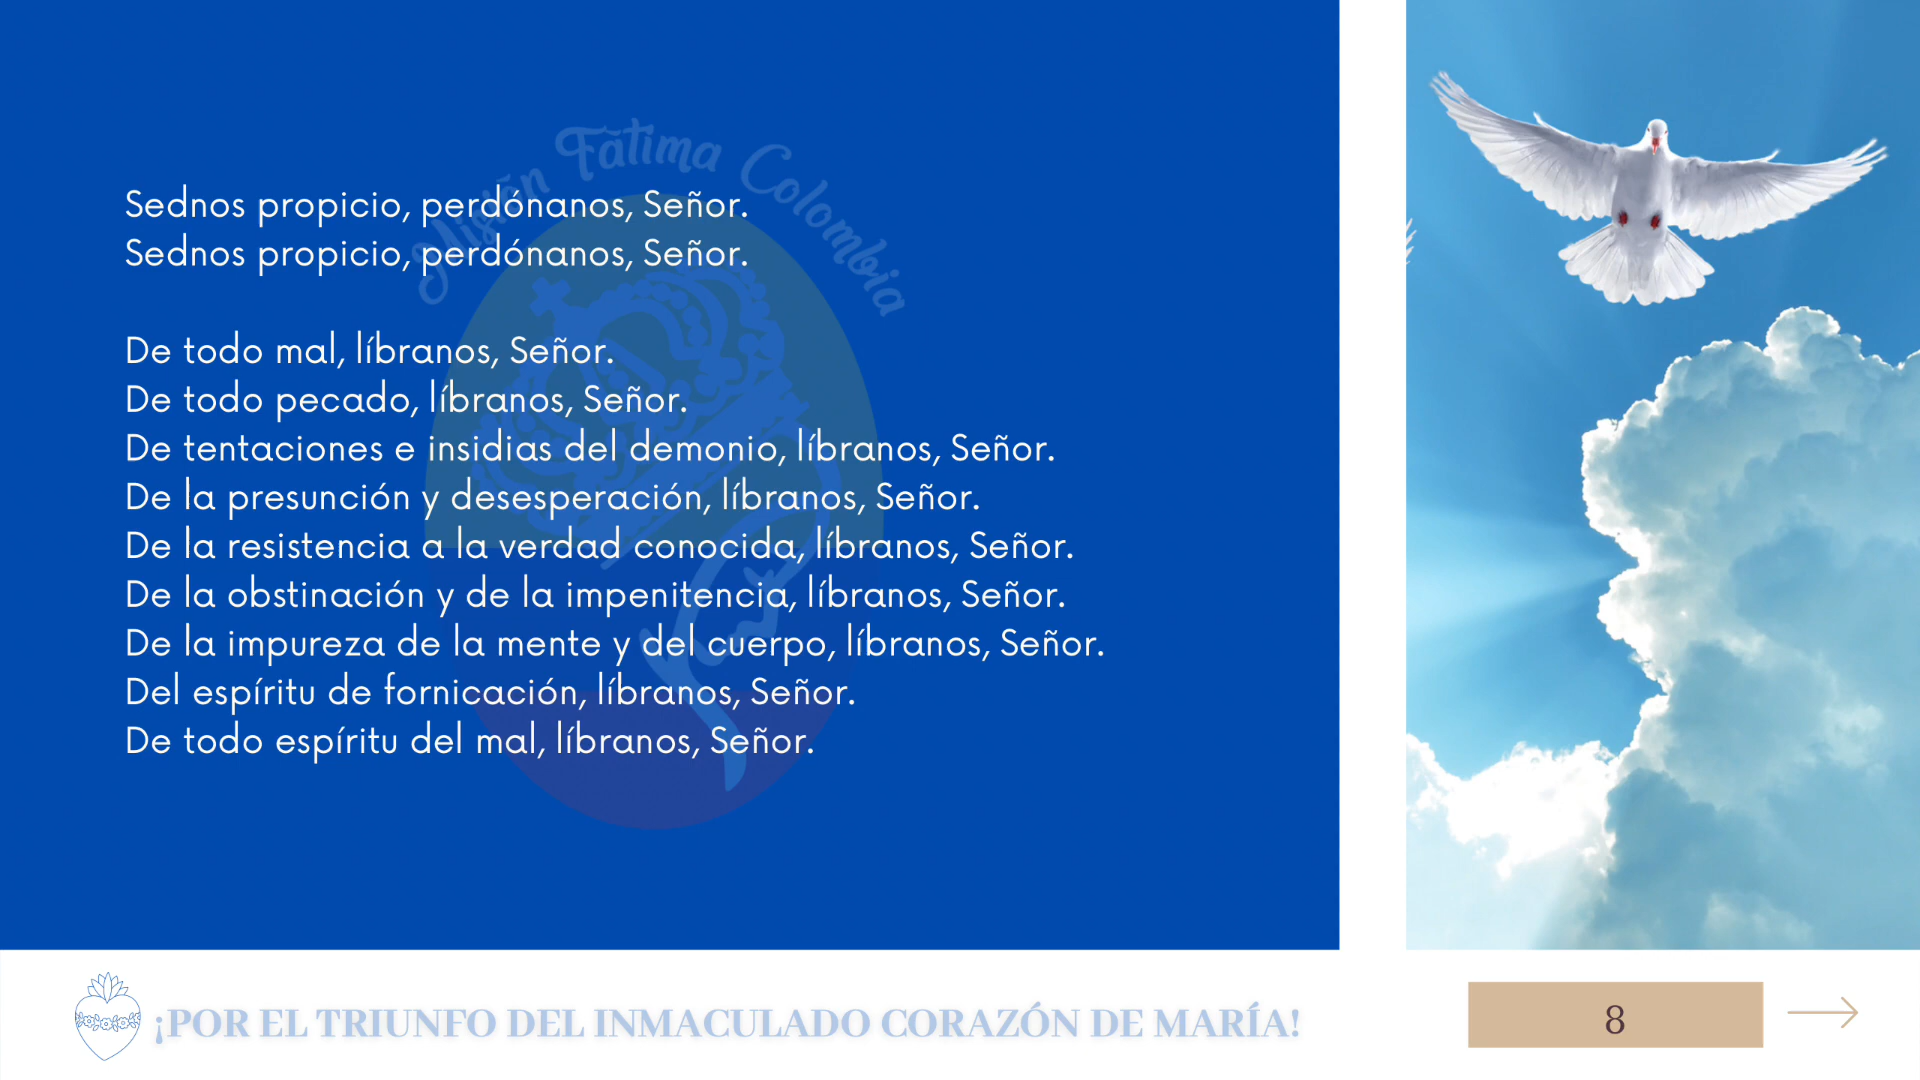 Misión Fátima Colombia
Sednos propicio, perdónanos, Señor.
Sednos propicio, perdónanos, Señor.
De todo mal, líbranos, Señor.
De todo pecado, líbranos, Señor.
De tentaciones e insidias del demonio, líbranos, Señor.
De la presunción y desesperación, líbranos, Señor.
De la resistencia a la verdad conocida, líbranos, Señor.
De la obstinación y de la impenitencia, líbranos, Señor.
De la impureza de la mente y del cuerpo, líbranos, Señor.
Del espíritu de fornicación, líbranos, Señor.
De todo espíritu del mal, líbranos, Señor.
¡POR EL TRIUNFO DEL INMACULADO CORAZÓN DE MARÍA!
8